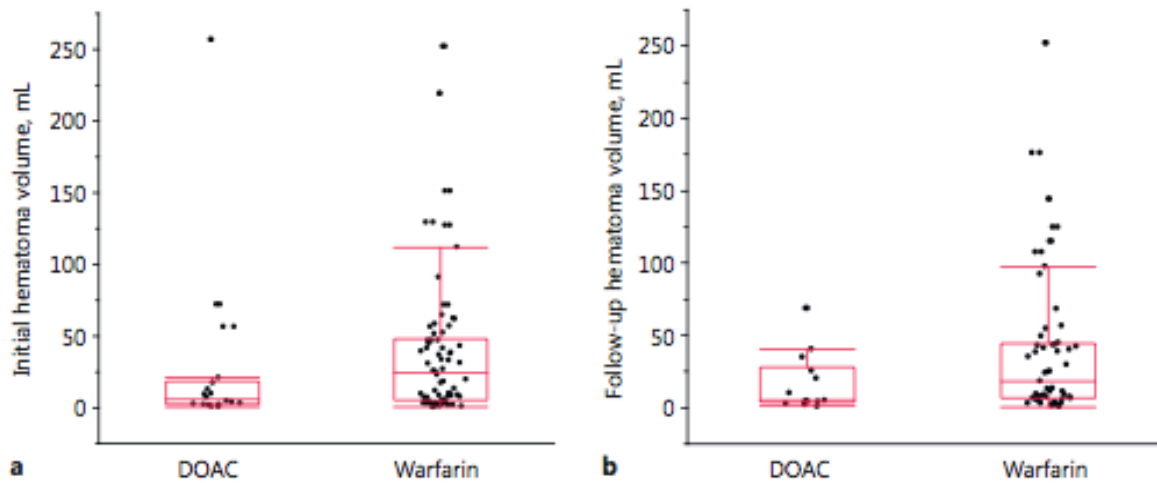 Initial hematoma volume, mL
250
200
150
100
50
0
DOAC
Warfarin
a
Follow-up hematoma volume, mL
250
200
150
100
50
0
DOAC
Warfarin
b